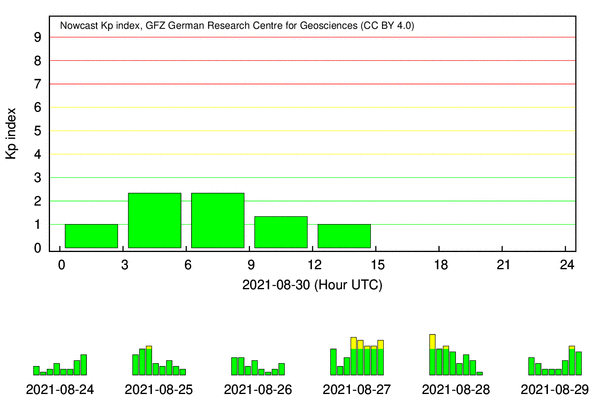 Nowcast Kp index, GFZ German Research Centre for Geosciences (CC BY 4.0)
Kp index
9
8
7
6
5
4
3
2
1
0
0 3 6 9 12 15 18 21 24
2021-08-30 (Hour UTC)
2021-08-24 2021-08-25 2021-08-26 2021-08-27 2021-08-28 2021-08-29